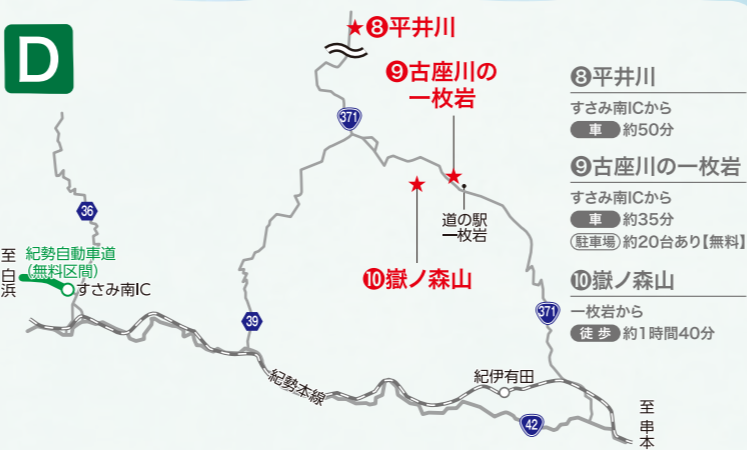 D
❽平井川
❾古座川の
一枚岩
371
道の駅
一枚岩
❿嶽ノ森山
36
至
白
浜
紀勢自動車道
(無料区間)
すさみ南IC
39
371
紀勢本線
紀伊有田
42
至
串
本
❽平井川
すさみ南ICから
車 約50分
❾古座川の一枚岩
すさみ南ICから
車 約35分
駐車場 約20台あり【無料】
❿嶽ノ森山
一枚岩から
徒歩 約1時間40分